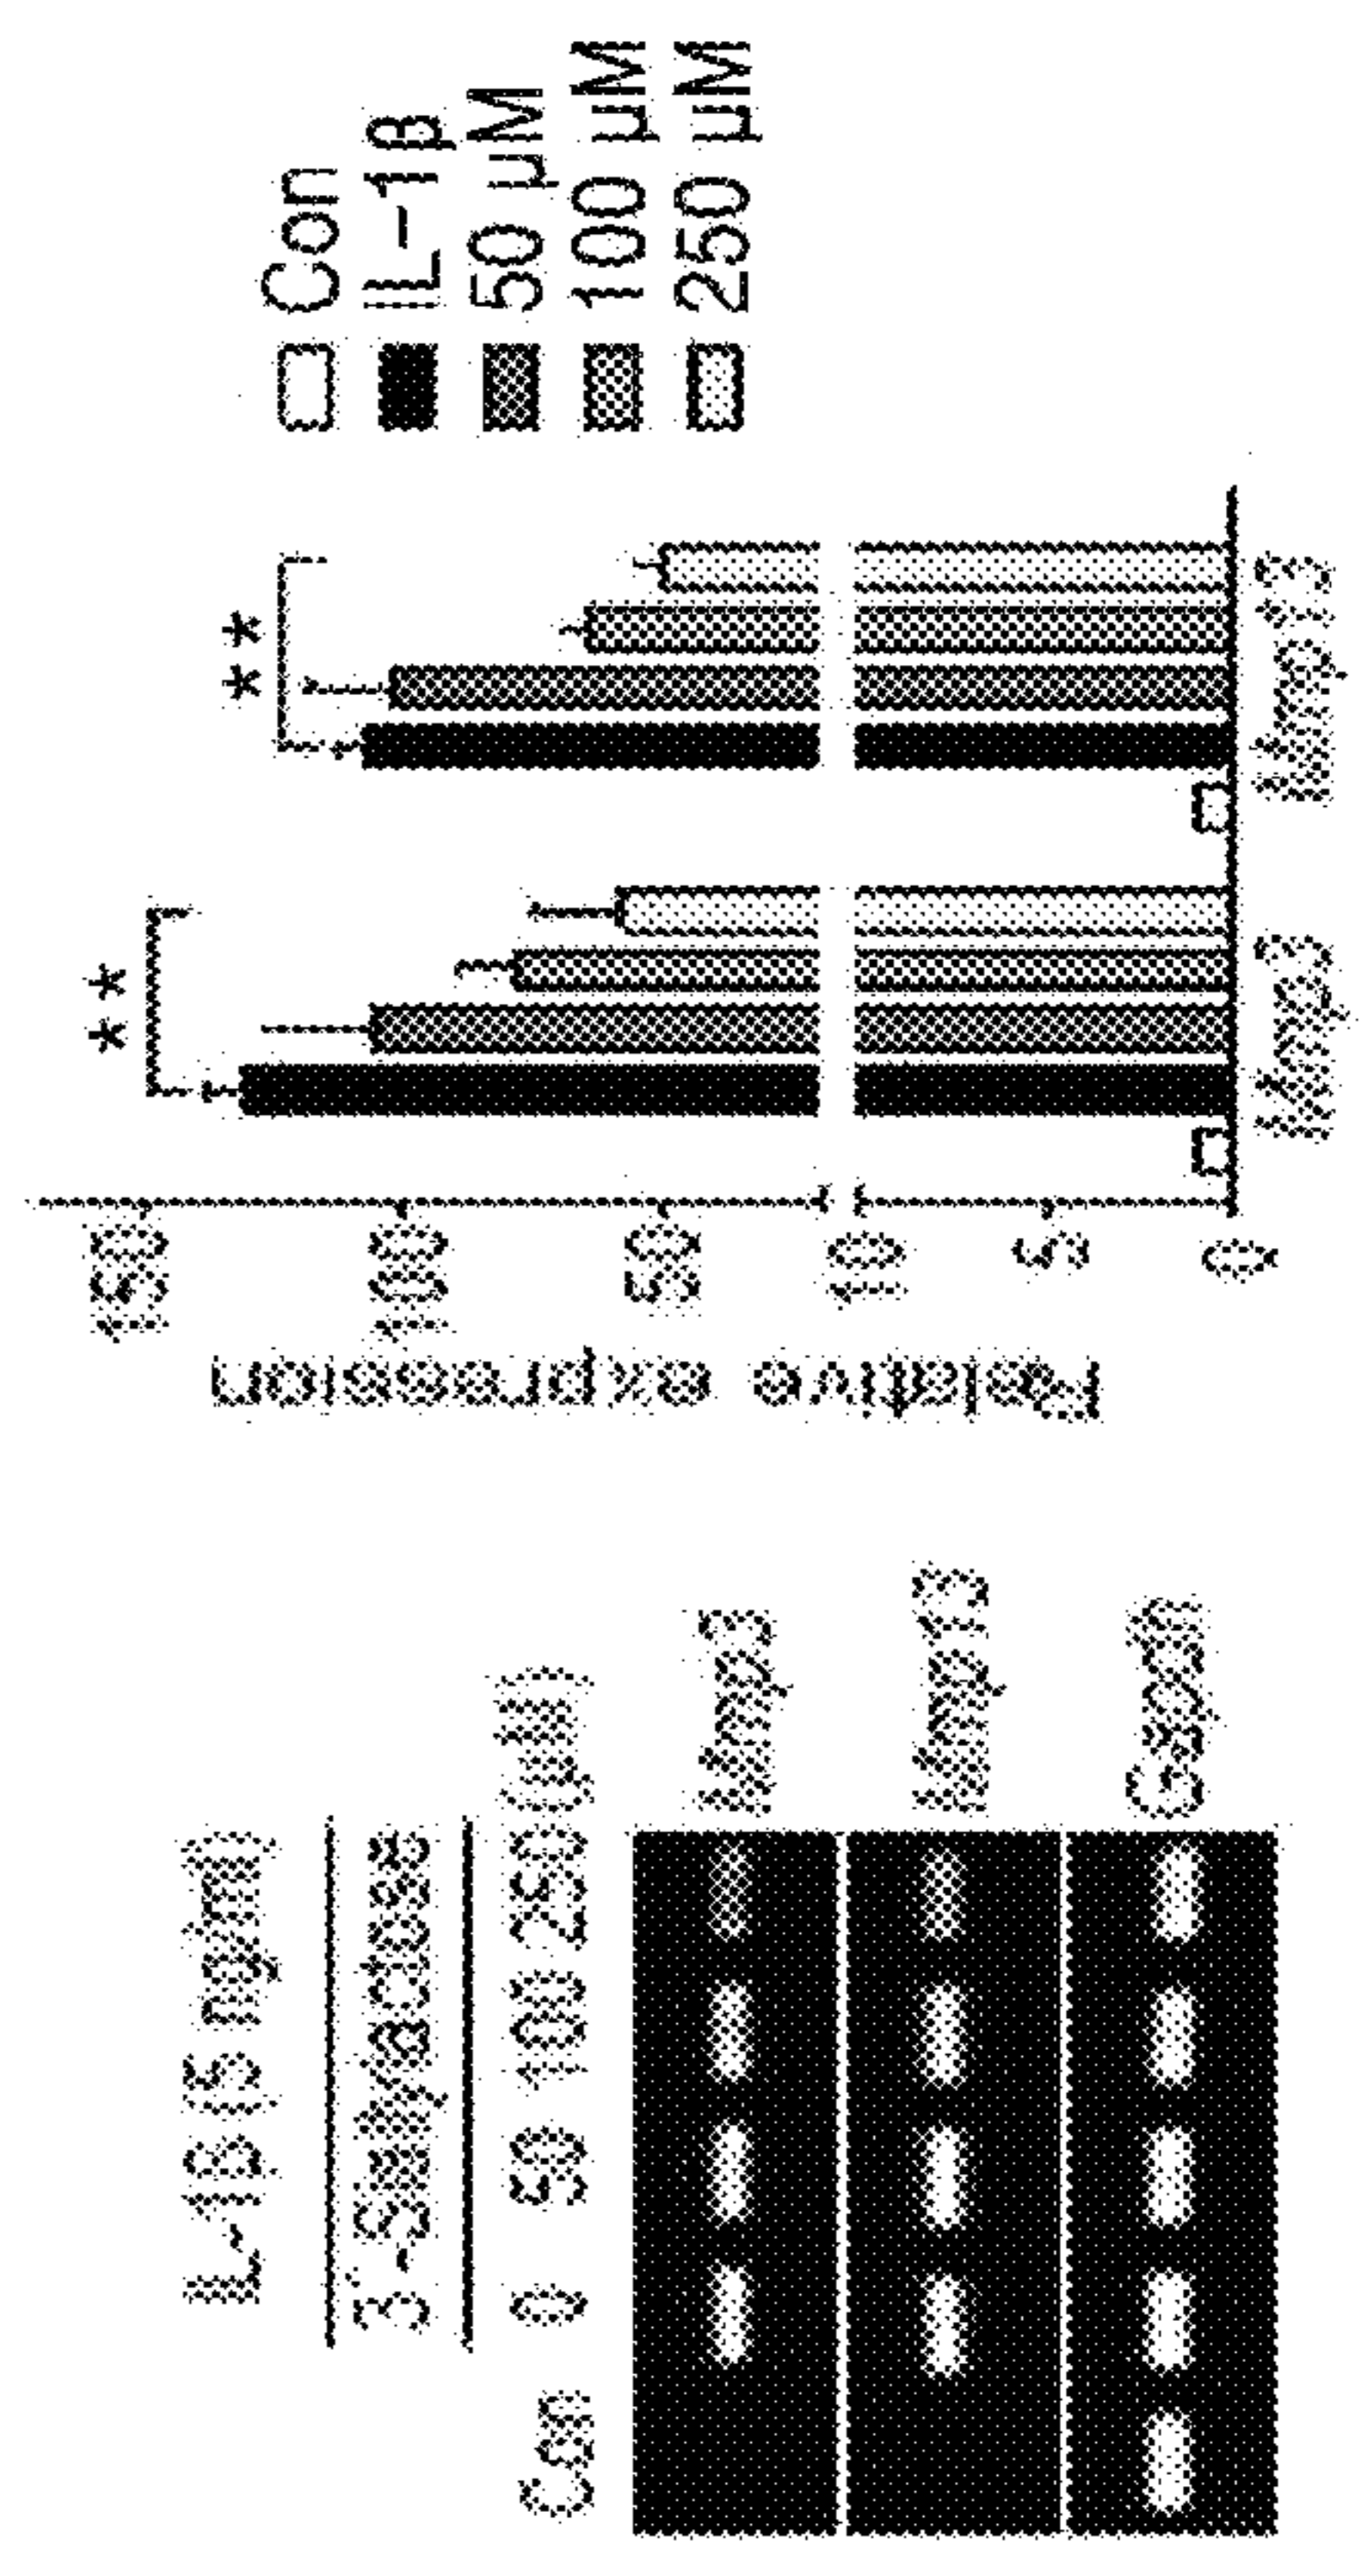 IL-1β (5 ng/ml)
3'-Sialyllactose
Con 0 50 100 250 (μM)
Mmp3
Mmp13
Gapdh
Relative expression
150
100
50
10
5
0
**
**
Mmp3 Mmp13
Con
IL-1β
50 μM
100 μM
250 μM